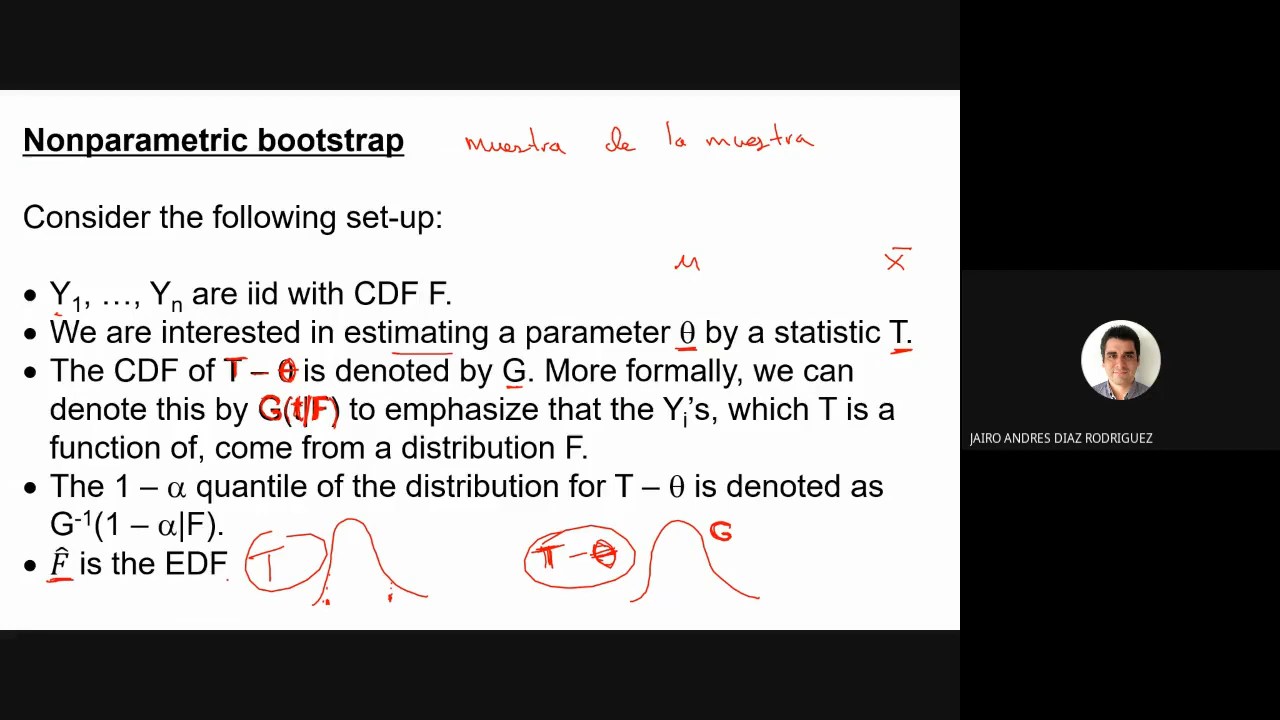 Nonparametric bootstrap muestra de la muestra
Consider the following set-up:
μ x̄
• Y₁, …, Yₙ are iid with CDF F.
• We are interested in estimating a parameter θ by a statistic T.
• The CDF of T – θ is denoted by G. More formally, we can
denote this by G(t|F) to emphasize that the Yᵢ's, which T is a
function of, come from a distribution F.
• The 1 – α quantile of the distribution for T – θ is denoted as
G⁻¹(1 – α|F).
• F̂ is the EDF
T T – θ G
JAIRO ANDRES DIAZ RODRIGUEZ